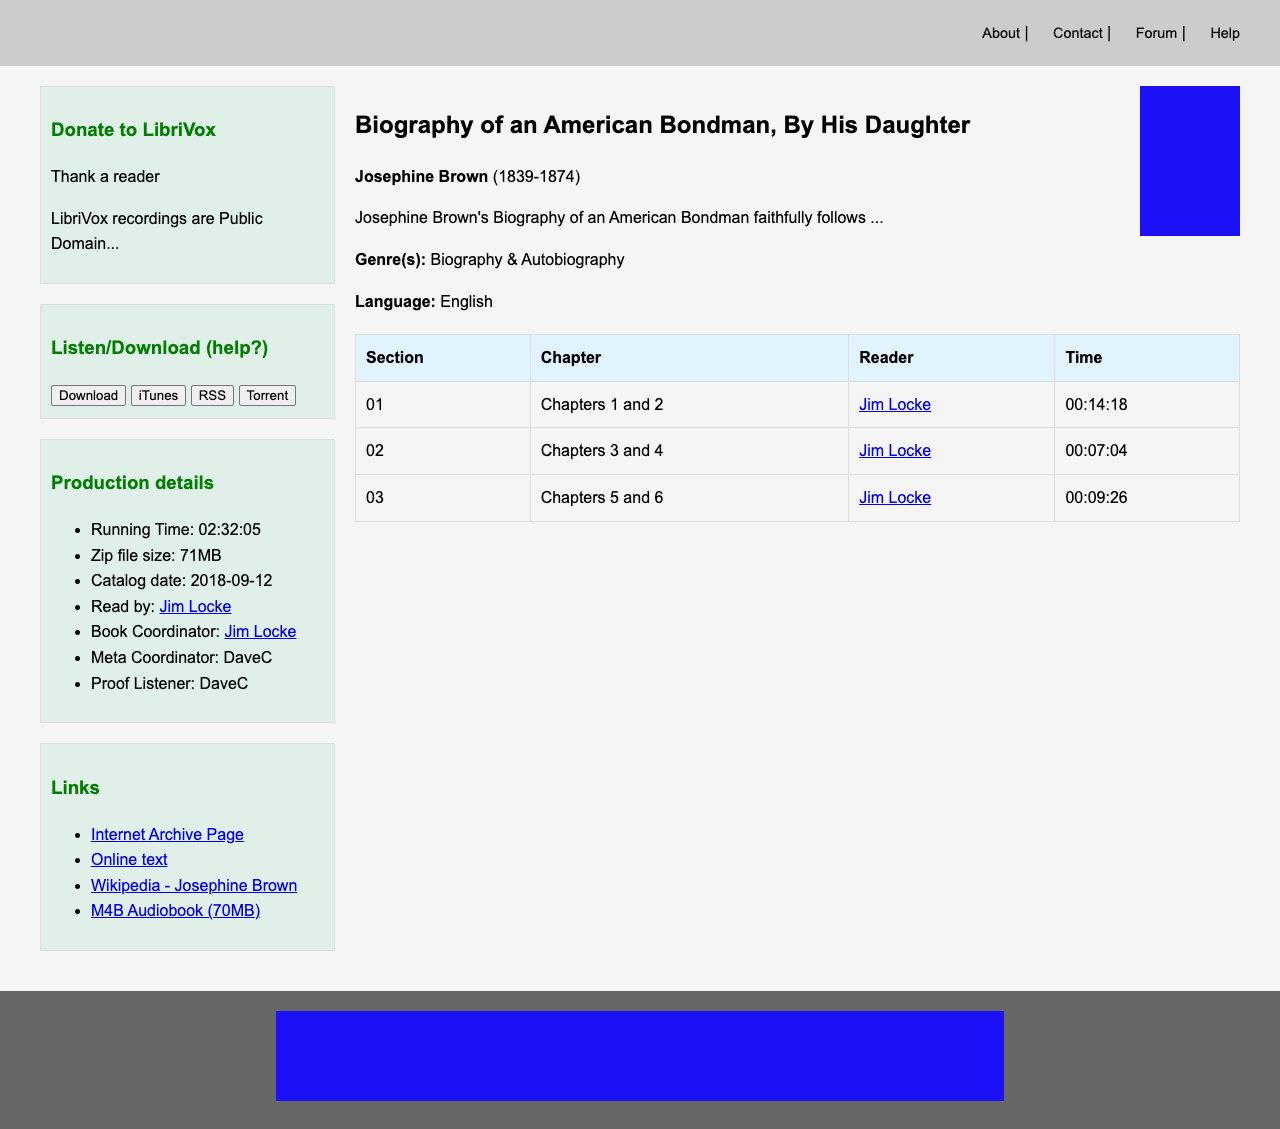 About | Contact | Forum | Help
Donate to LibriVox
Thank a reader
LibriVox recordings are Public
Domain...
Listen/Download (help?)
Download iTunes RSS Torrent
Production details
Running Time: 02:32:05
Zip file size: 71MB
Catalog date: 2018-09-12
Read by: Jim Locke
Book Coordinator: Jim Locke
Meta Coordinator: DaveC
Proof Listener: DaveC
Links
Internet Archive Page
Online text
Wikipedia - Josephine Brown
M4B Audiobook (70MB)
Biography of an American Bondman, By His Daughter
Josephine Brown (1839-1874)
Josephine Brown's Biography of an American Bondman faithfully follows ...
Genre(s): Biography & Autobiography
Language: English
Section Chapter Reader Time
01 Chapters 1 and 2 Jim Locke 00:14:18
02 Chapters 3 and 4 Jim Locke 00:07:04
03 Chapters 5 and 6 Jim Locke 00:09:26